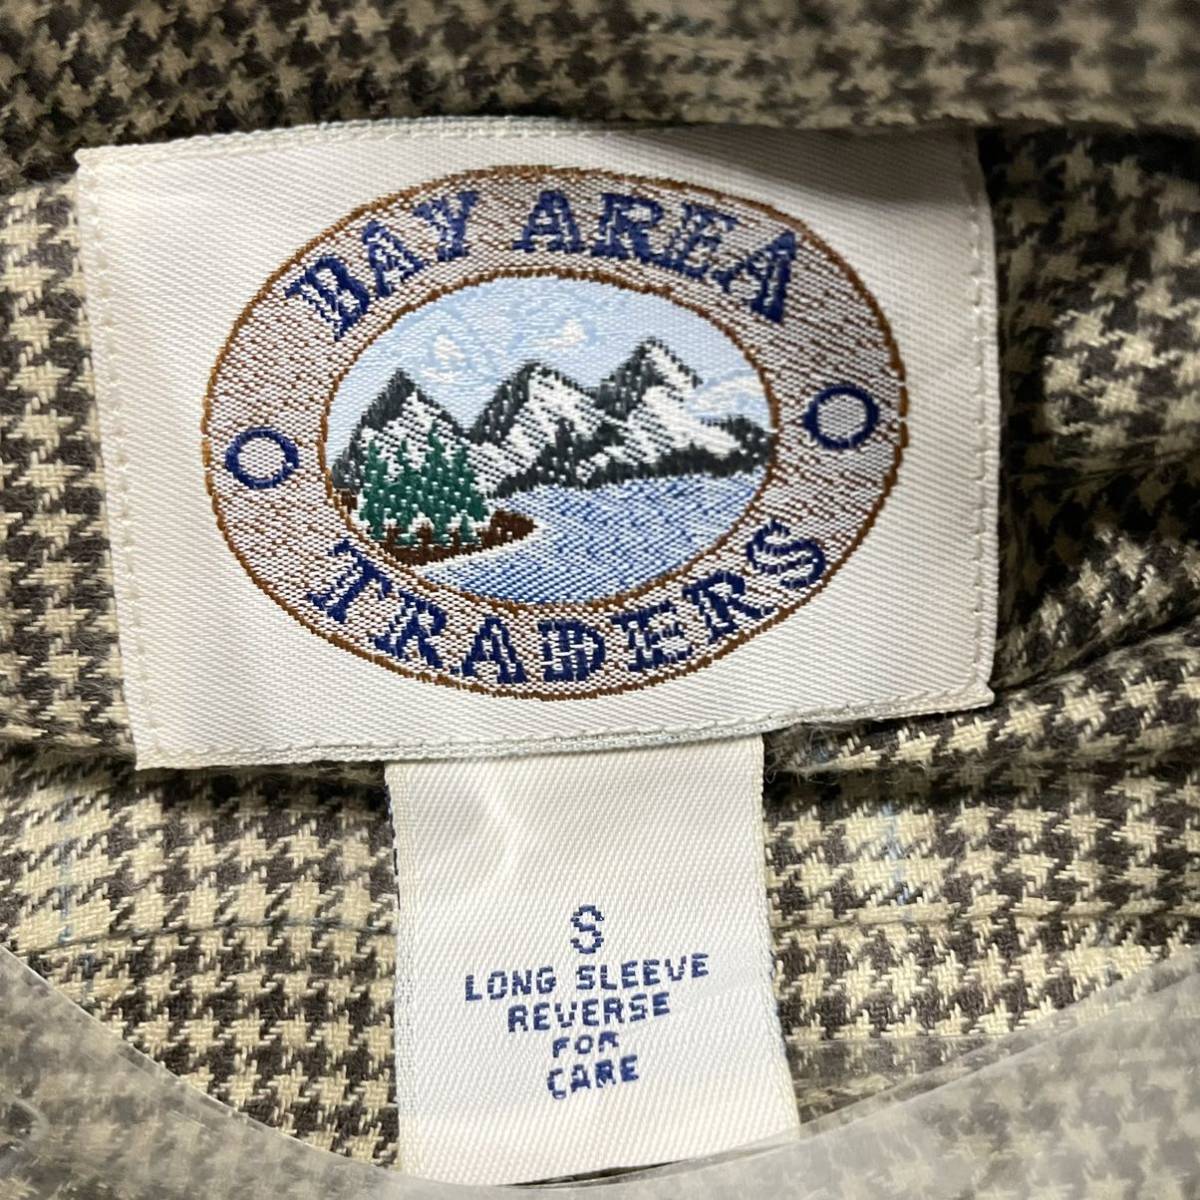 BAY AREA
TRADERS
S
LONG SLEEVE
REVERSE
FOR
CARE